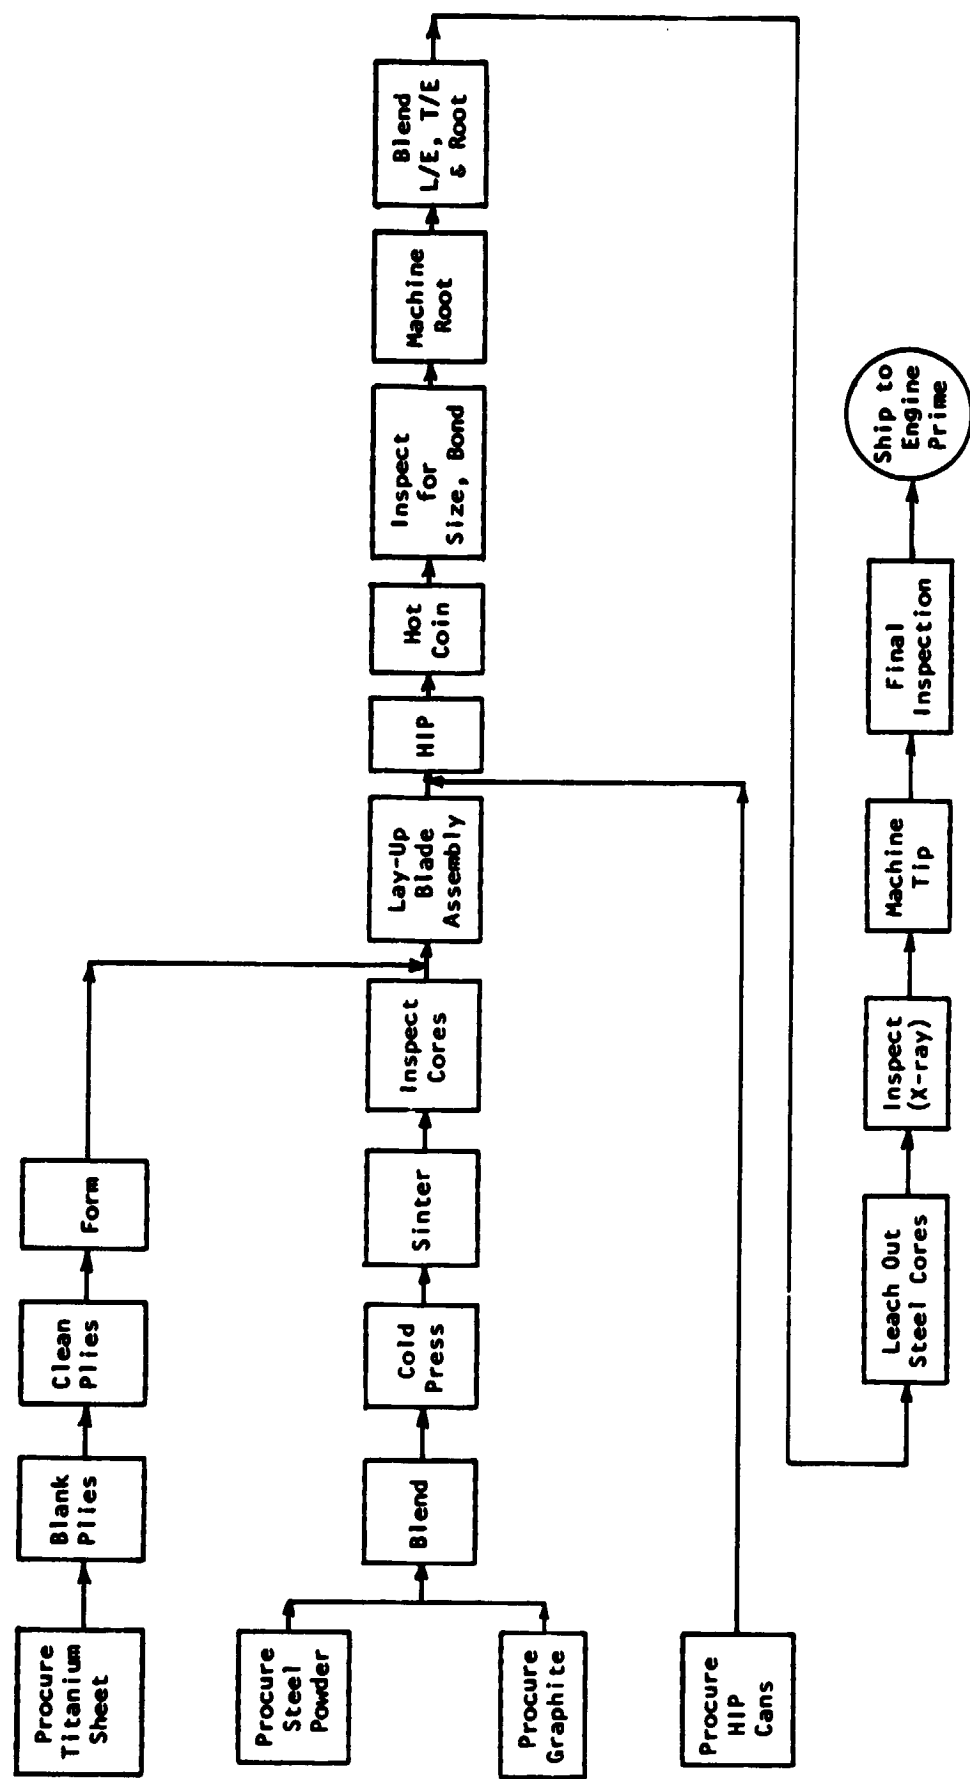 Procure
Titanium
Sheet
Blank
Plies
Clean
Plies
Form
Procure
Steel
Powder
Procure
Graphite
Blend
Cold
Press
Sinter
Inspect
Cores
Lay-Up
Blade
Assembly
HIP
Hot
Coin
Inspect
for
Size, Bond
Machine
Root
Blend
L/E, T/E
& Root
Procure
HIP
Cans
Leach Out
Steel Cores
Inspect
(X-ray)
Machine
Tip
Final
Inspection
Ship to
Engine
Prime